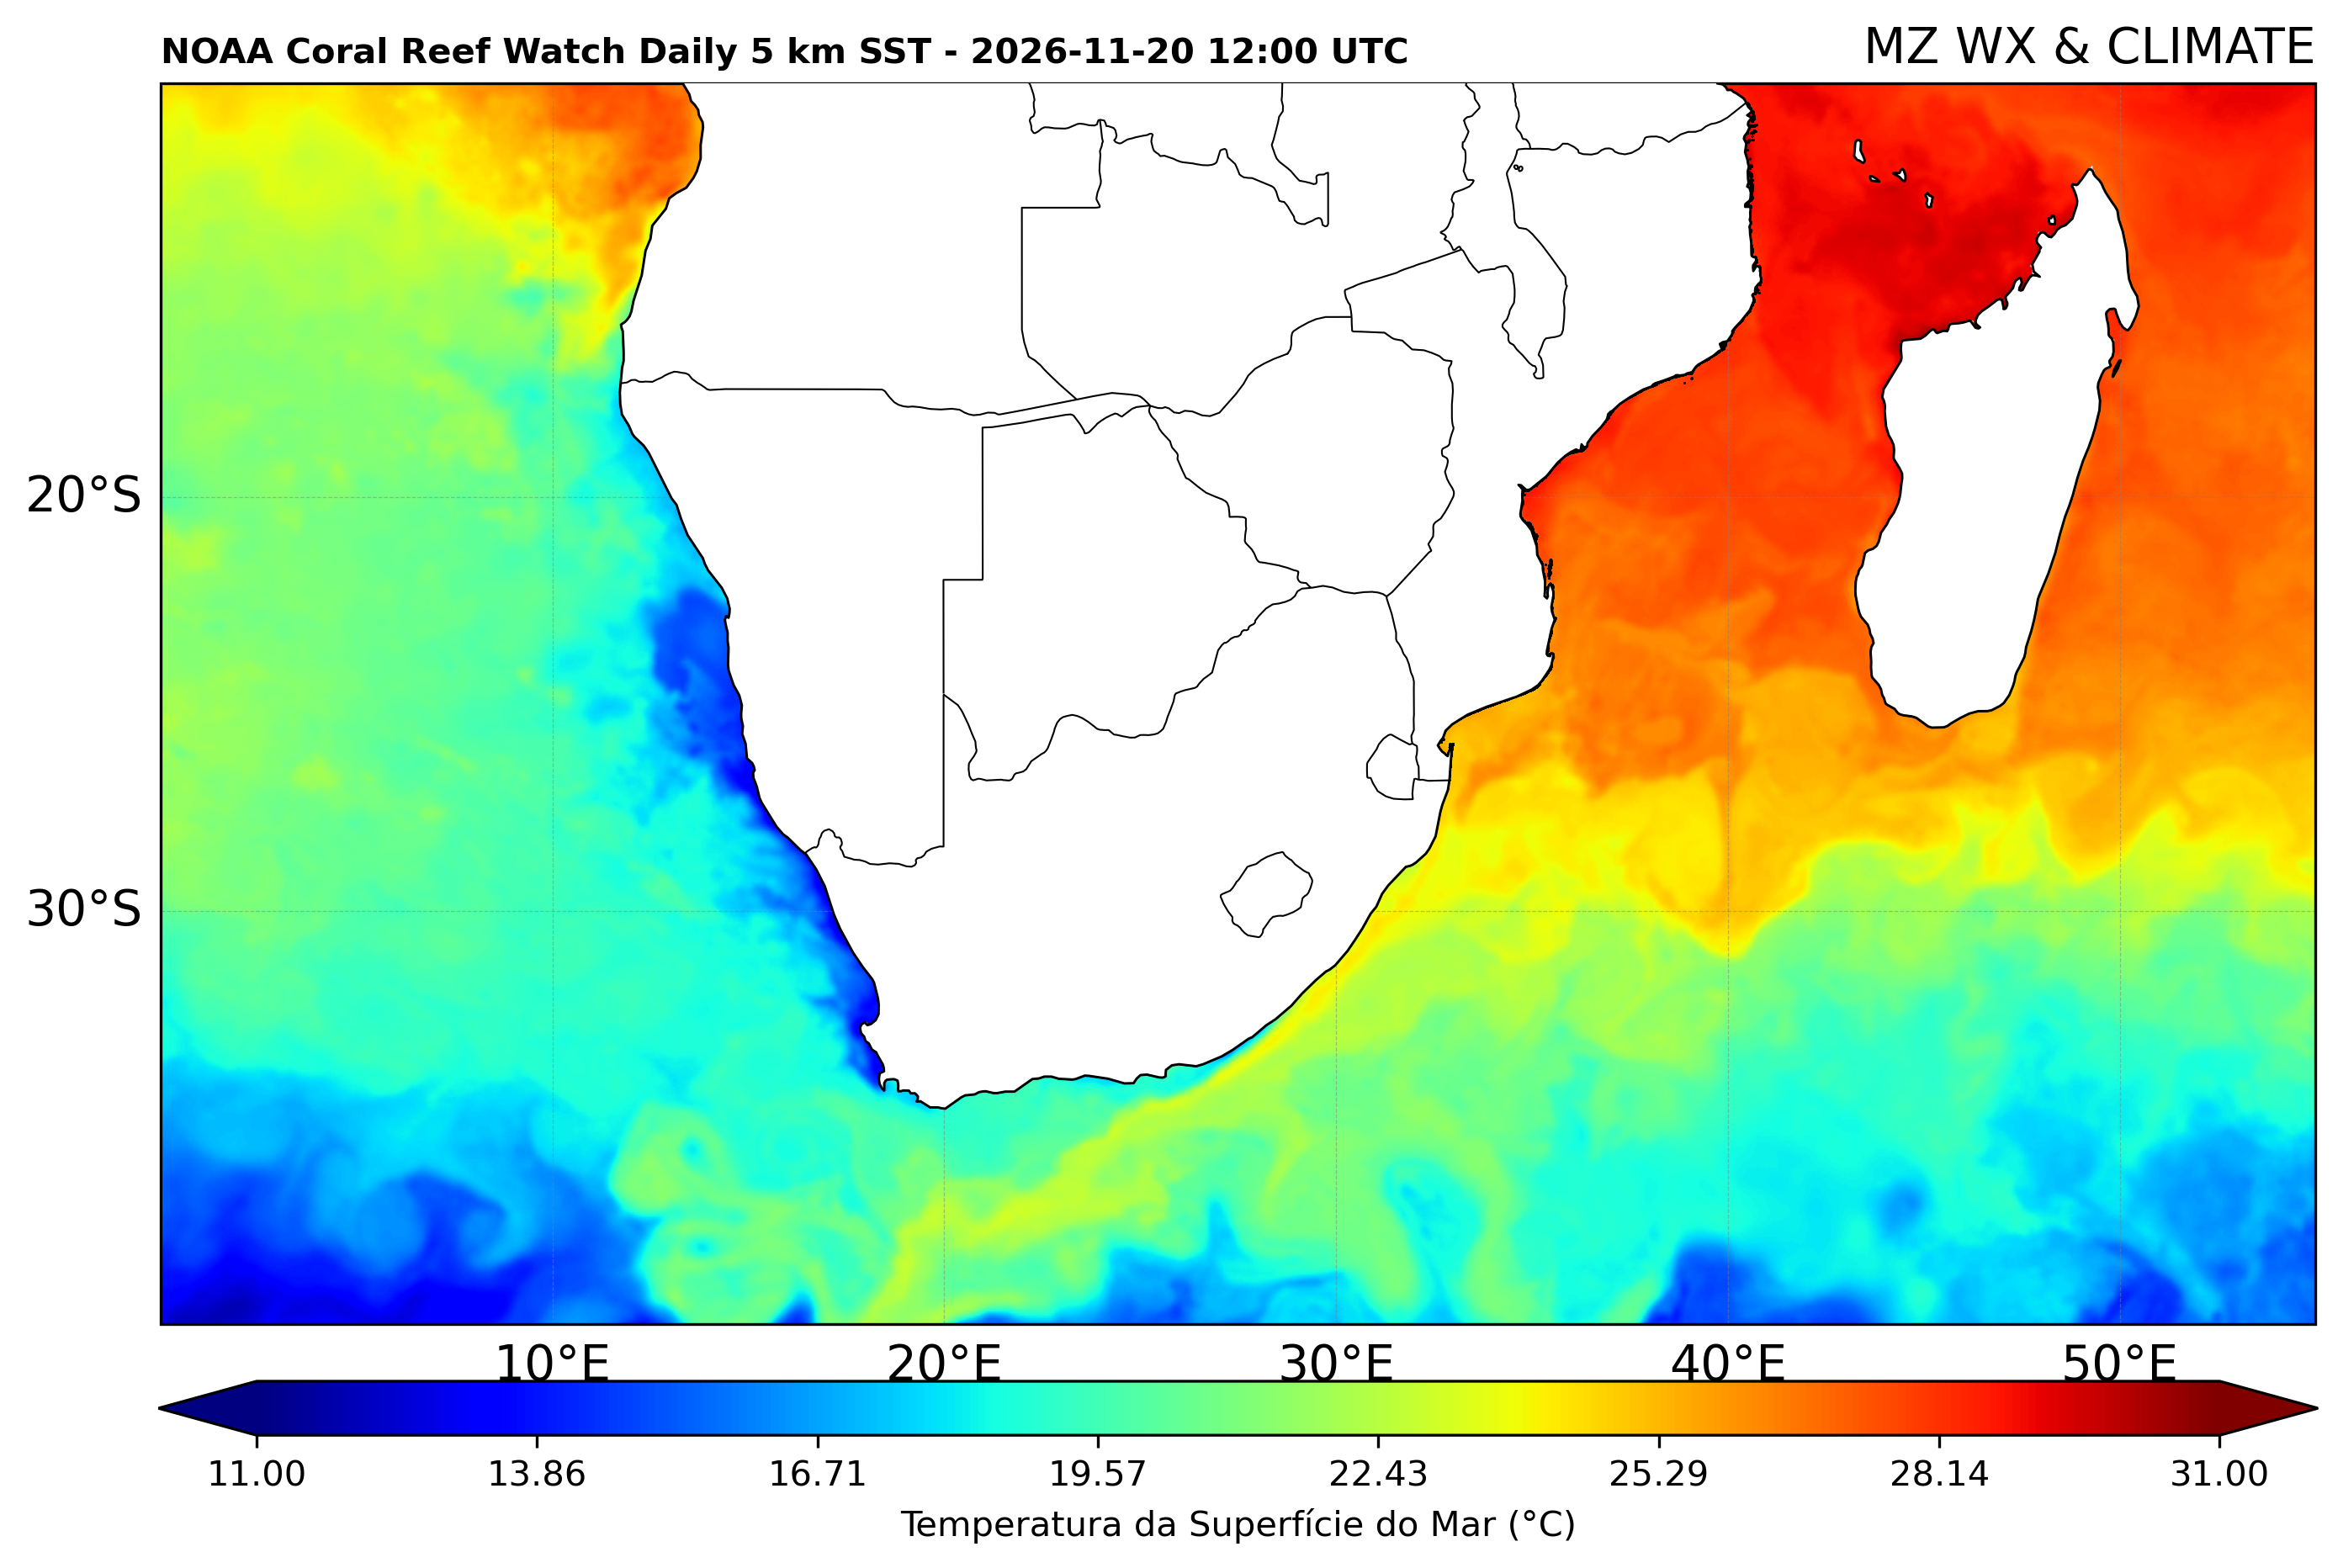 NOAA Coral Reef Watch Daily 5 km SST - 2026-11-20 12:00 UTC
MZ WX & CLIMATE
20°S
30°S
10°E 20°E 30°E 40°E 50°E
11.00 13.86 16.71 19.57 22.43 25.29 28.14 31.00
Temperatura da Superfície do Mar (°C)